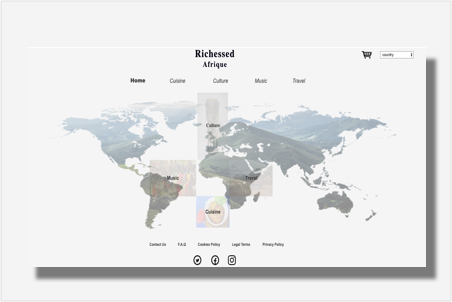 Richessed
Afrique
country
Home Cuisine Culture Music Travel
Culture
Music Travel
Cuisine
Contact Us F.A.Q Cookies Policy Legal Terms Privacy Policy